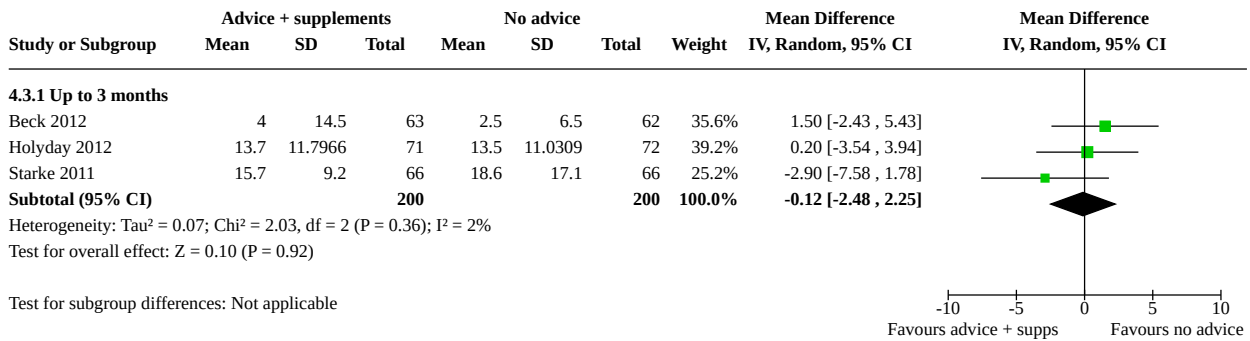 Advice + supplements No advice Mean Difference Mean Difference
Study or Subgroup Mean SD Total Mean SD Total Weight IV, Random, 95% CI IV, Random, 95% CI
4.3.1 Up to 3 months
Beck 2012 4 14.5 63 2.5 6.5 62 35.6% 1.50 [-2.43 , 5.43]
Holyday 2012 13.7 11.7966 71 13.5 11.0309 72 39.2% 0.20 [-3.54 , 3.94]
Starke 2011 15.7 9.2 66 18.6 17.1 66 25.2% -2.90 [-7.58 , 1.78]
Subtotal (95% CI) 200 200 100.0% -0.12 [-2.48 , 2.25]
Heterogeneity: Tau² = 0.07; Chi² = 2.03, df = 2 (P = 0.36); I² = 2%
Test for overall effect: Z = 0.10 (P = 0.92)
Test for subgroup differences: Not applicable
-10 -5 0 5 10
Favours advice + supps Favours no advice